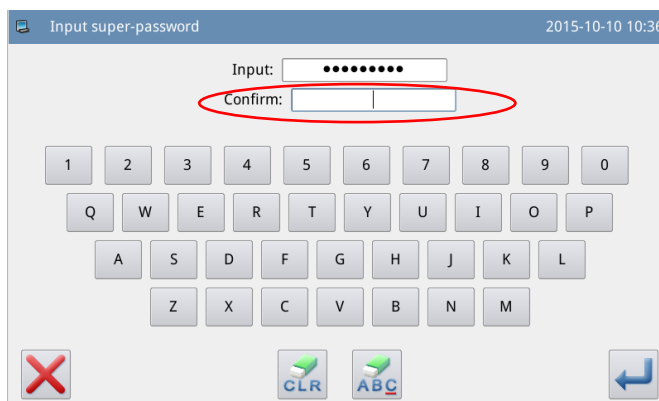 Input super-password 2015-10-10 10:36
Input: •••••••••
Confirm:
1 2 3 4 5 6 7 8 9 0
Q W E R T Y U I O P
A S D F G H J K L
Z X C V B N M
CLR ABC